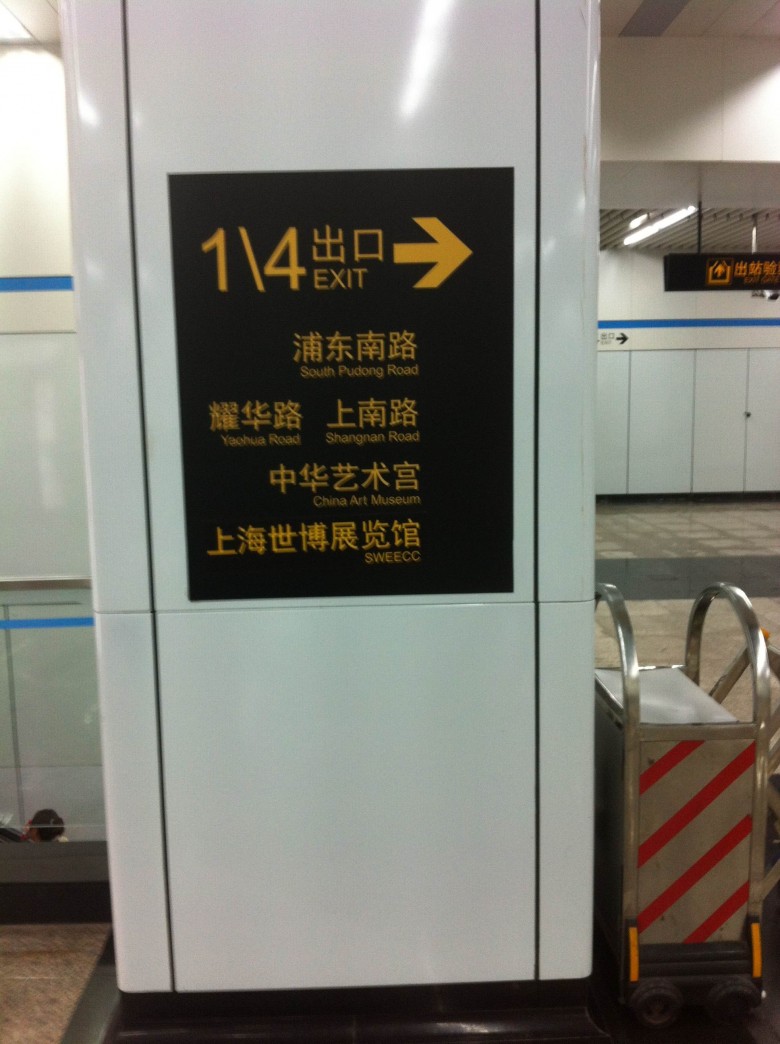 1\4 出口
EXIT
浦东南路
South Pudong Road
耀华路 上南路
Yaohua Road Shangnan Road
中华艺术宫
China Art Museum
上海世博展览馆
SWEECC
出站验
出口